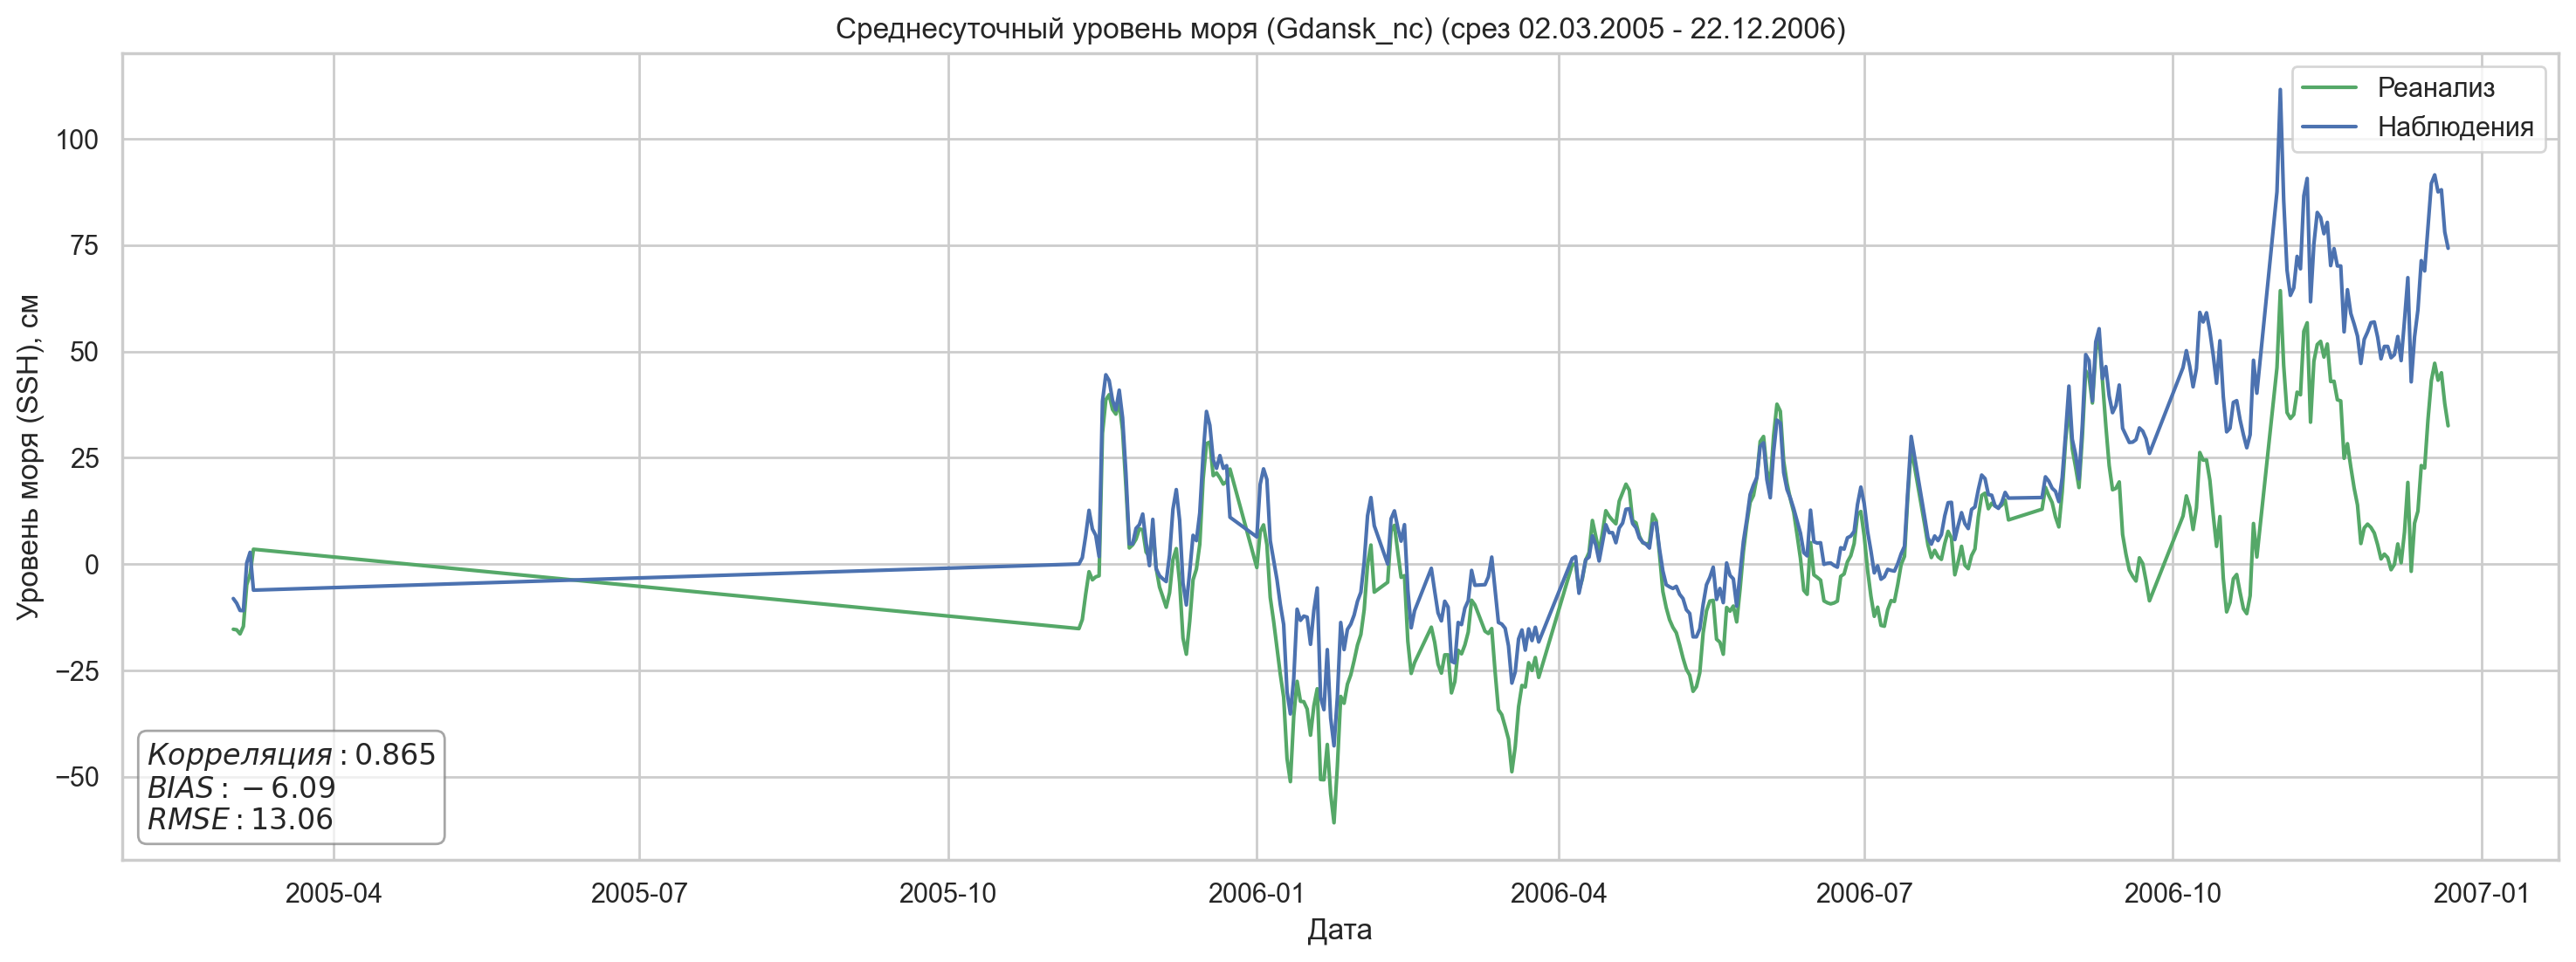 Среднесуточный уровень моря (Gdansk_nc) (срез 02.03.2005 - 22.12.2006)
Реанализ
Наблюдения
Уровень моря (SSH), см
100
75
50
25
0
−25
−50
Корреляция : 0.865
BIAS : −6.09
RMSE : 13.06
2005-04 2005-07 2005-10 2006-01 2006-04 2006-07 2006-10 2007-01
Дата